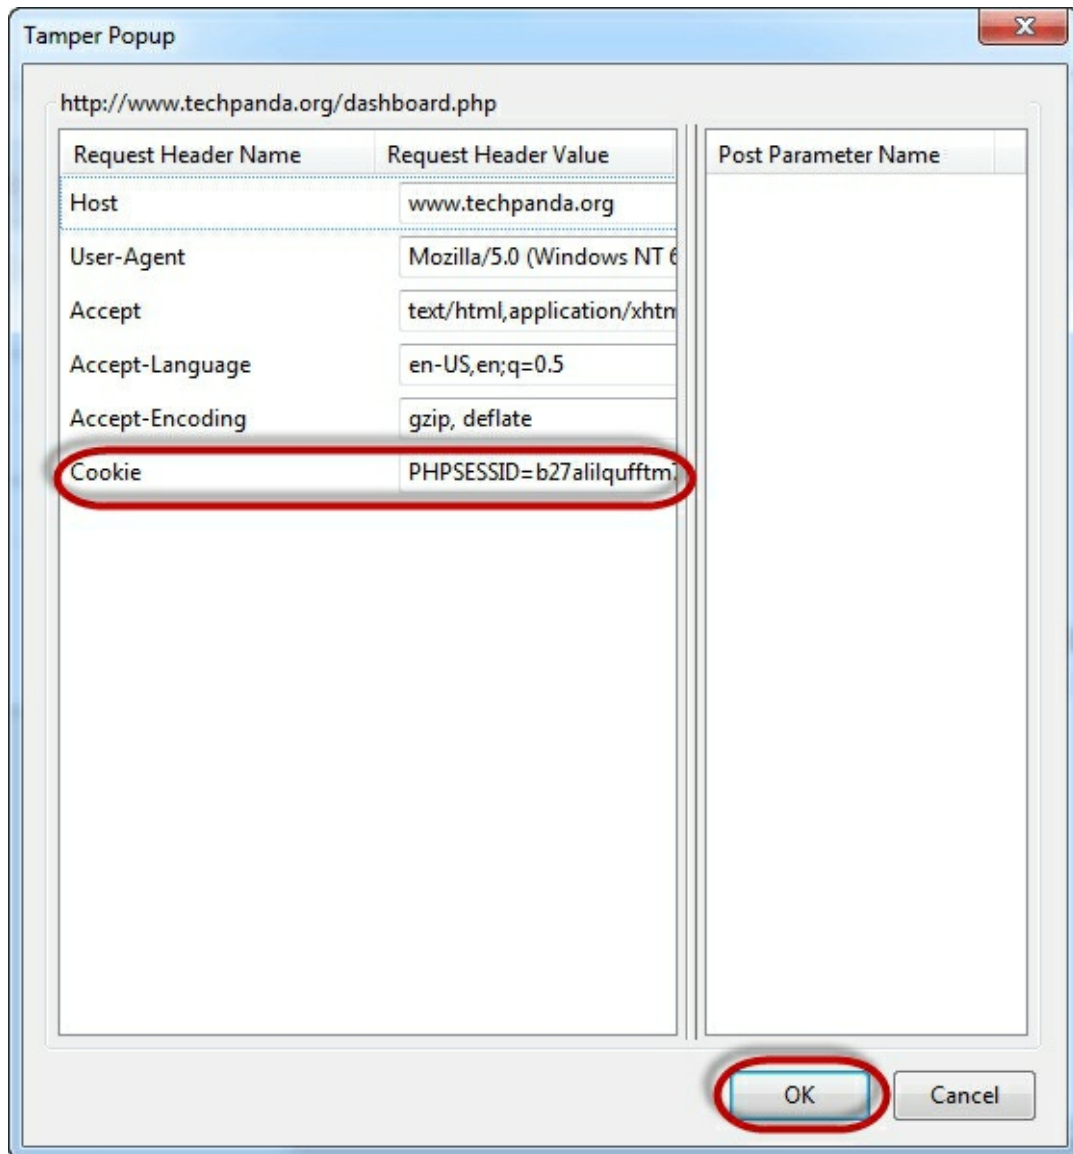 Tamper Popup
http://www.techpanda.org/dashboard.php
Request Header Name Request Header Value Post Parameter Name
Host www.techpanda.org
User-Agent Mozilla/5.0 (Windows NT 6
Accept text/html,application/xhtm
Accept-Language en-US,en;q=0.5
Accept-Encoding gzip, deflate
Cookie PHPSESSID=b27alilqufftm7
OK Cancel